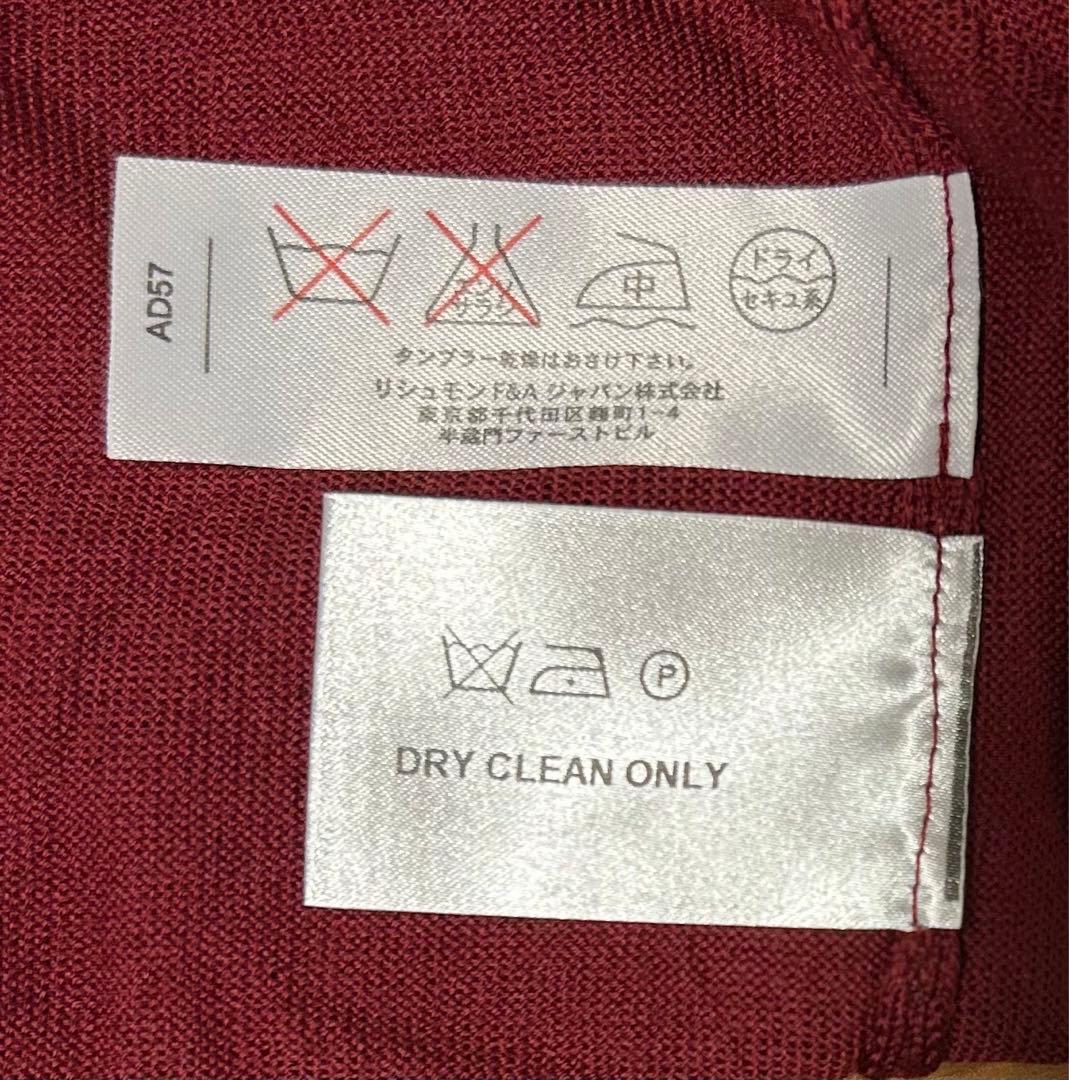 AD57
サラシ
中
ドライ
セキユ系
タンブラー乾燥はおさけ下さい。
リシュモンF&A ジャパン株式会社
東京都千代田区麹町1-4
半蔵門ファーストビル
P
DRY CLEAN ONLY